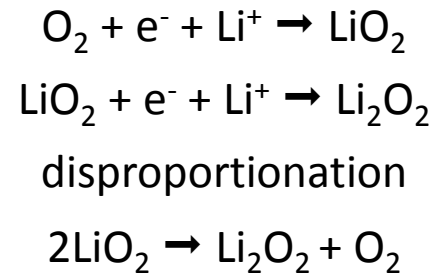 O₂ + e⁻ + Li⁺ → LiO₂
LiO₂ + e⁻ + Li⁺ → Li₂O₂
disproportionation
2LiO₂ → Li₂O₂ + O₂